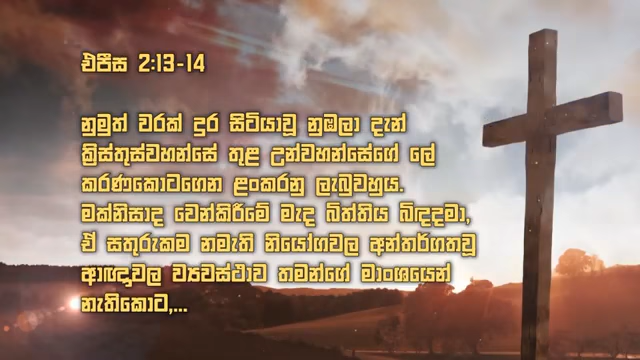 එපීස 2:13-14
නුමුත් වරක් දුර සිටියාවූ නුඹලා දැන්
ක්‍රිස්තුස්වහන්සේ තුළ උන්වහන්සේගේ ලේ
කරණකොටගෙන ළංකරනු ලැබුවහුය.
මක්නිසාද වෙන්කිරීමේ මැද බිත්තිය බිඳදමා,
ඒ සතුරුකම නමැති නියෝගවල අන්තර්ගතවූ
ආඥාවල ව්‍යවස්ථාව තමන්ගේ මාංශයෙන්
නැතිකොට,...